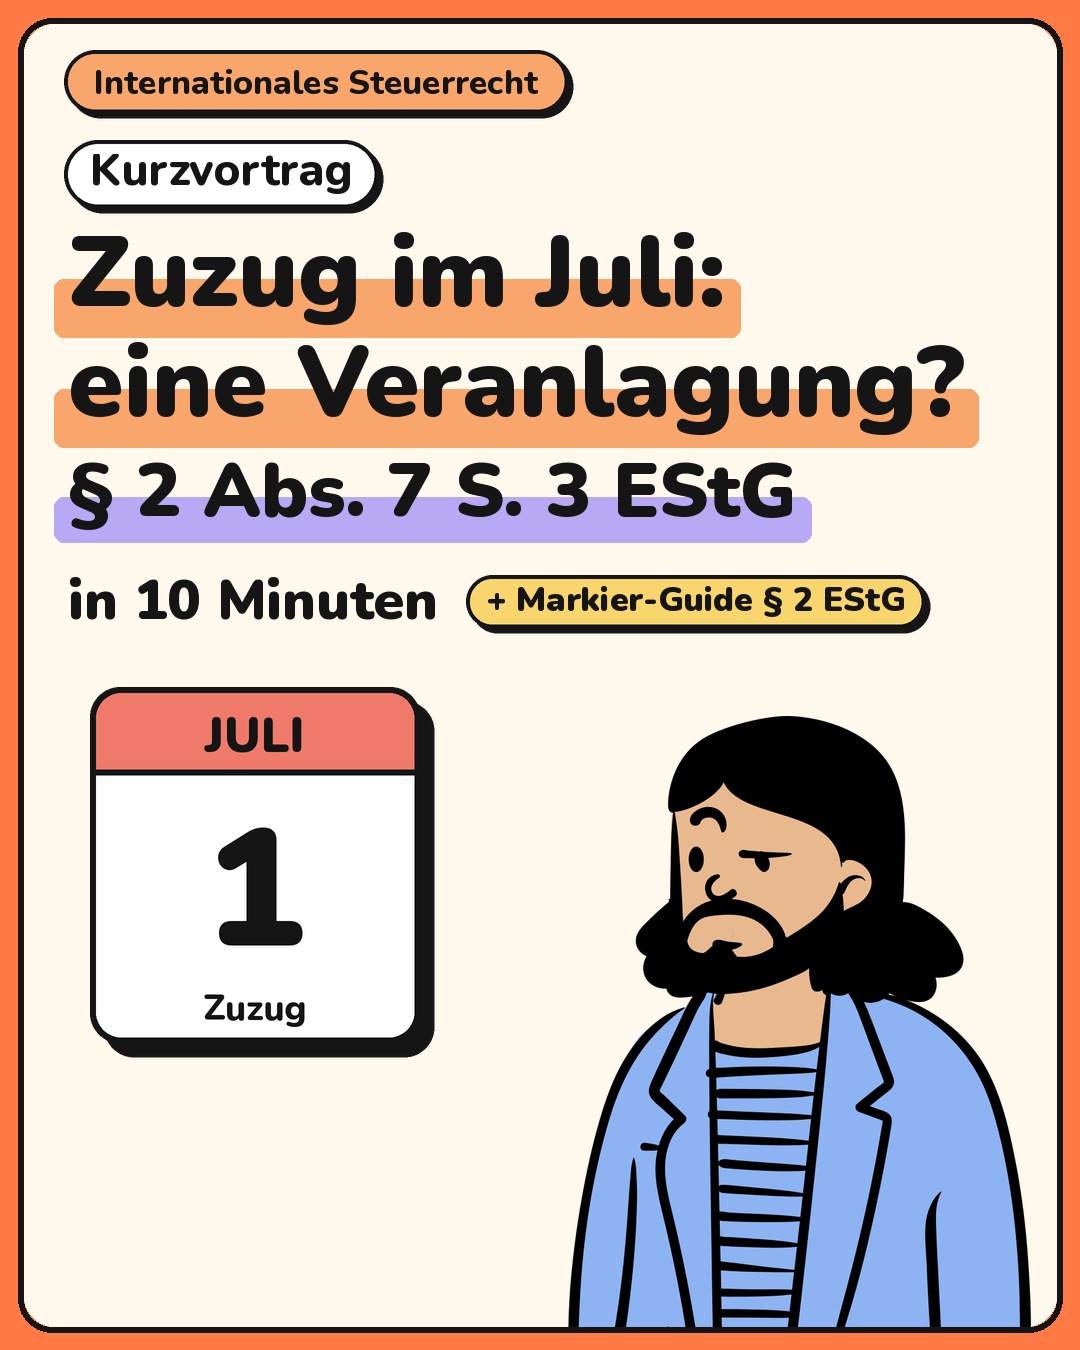 Internationales Steuerrecht
Kurzvortrag
Zuzug im Juli:
eine Veranlagung?
§ 2 Abs. 7 S. 3 EStG
in 10 Minuten
+ Markier-Guide § 2 EStG
JULI
1
Zuzug